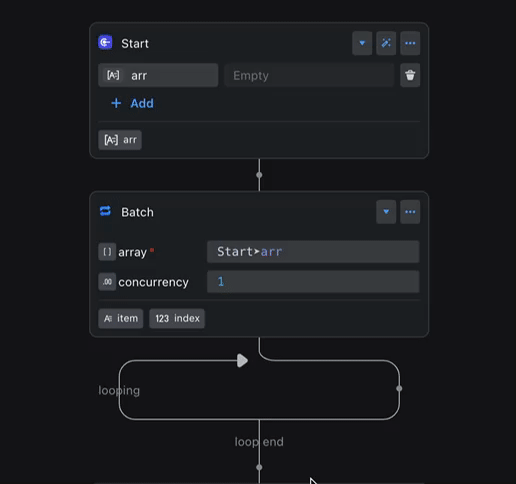 Start
[A≡] arr Empty
+ Add
[A≡] arr
Batch
[ ] array* Start➤arr
.00 concurrency 1
A≡ item 123 index
looping
loop end